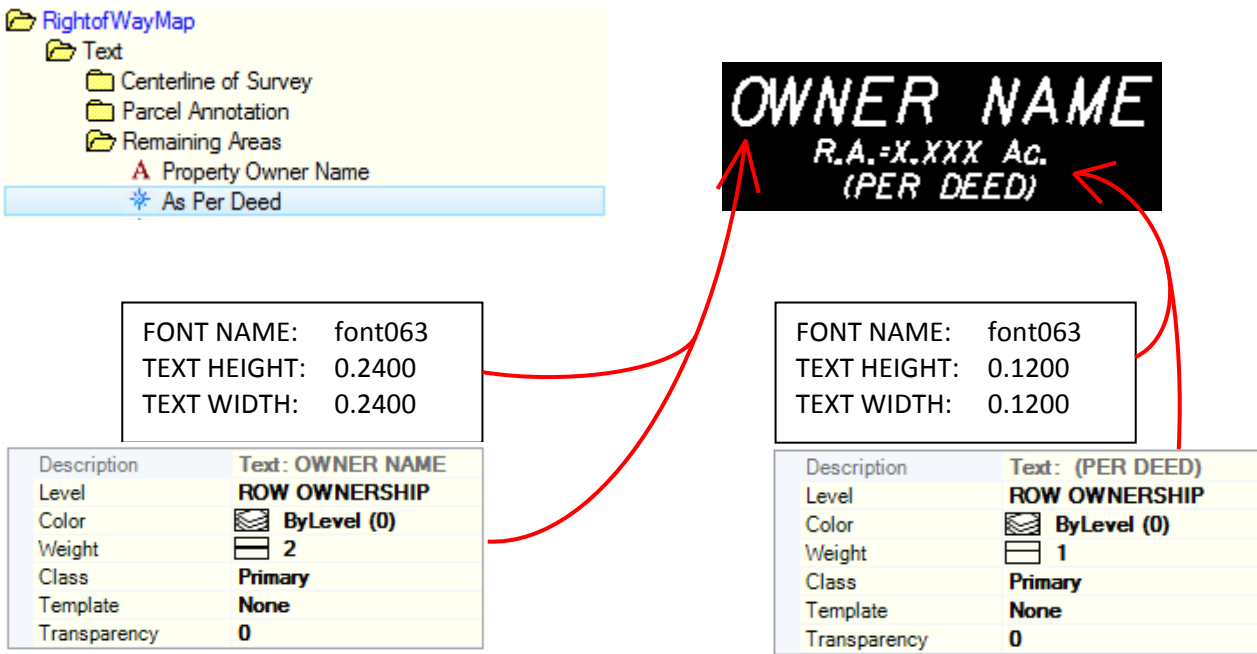 RightofWayMap
Text
Centerline of Survey
Parcel Annotation
Remaining Areas
A Property Owner Name
As Per Deed
OWNER NAME
R.A.=X.XXX Ac.
(PER DEED)
FONT NAME: font063
TEXT HEIGHT: 0.2400
TEXT WIDTH: 0.2400
Description Text: OWNER NAME
Level ROW OWNERSHIP
Color ByLevel (0)
Weight 2
Class Primary
Template None
Transparency 0
FONT NAME: font063
TEXT HEIGHT: 0.1200
TEXT WIDTH: 0.1200
Description Text: (PER DEED)
Level ROW OWNERSHIP
Color ByLevel (0)
Weight 1
Class Primary
Template None
Transparency 0